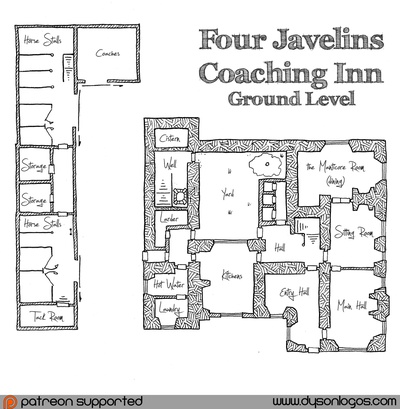 Four Javelins
Coaching Inn
Ground Level
Horse Stalls
Coaches
Storage
Storage
Horse Stalls
Tack Room
Cistern
Well
Larder
Yard
the Manticore Room
(dining)
Sitting Room
Hall
Kitchens
Hot Water
Laundry
Entry Hall
Main Hall
patreon supported
www.dysonlogos.com